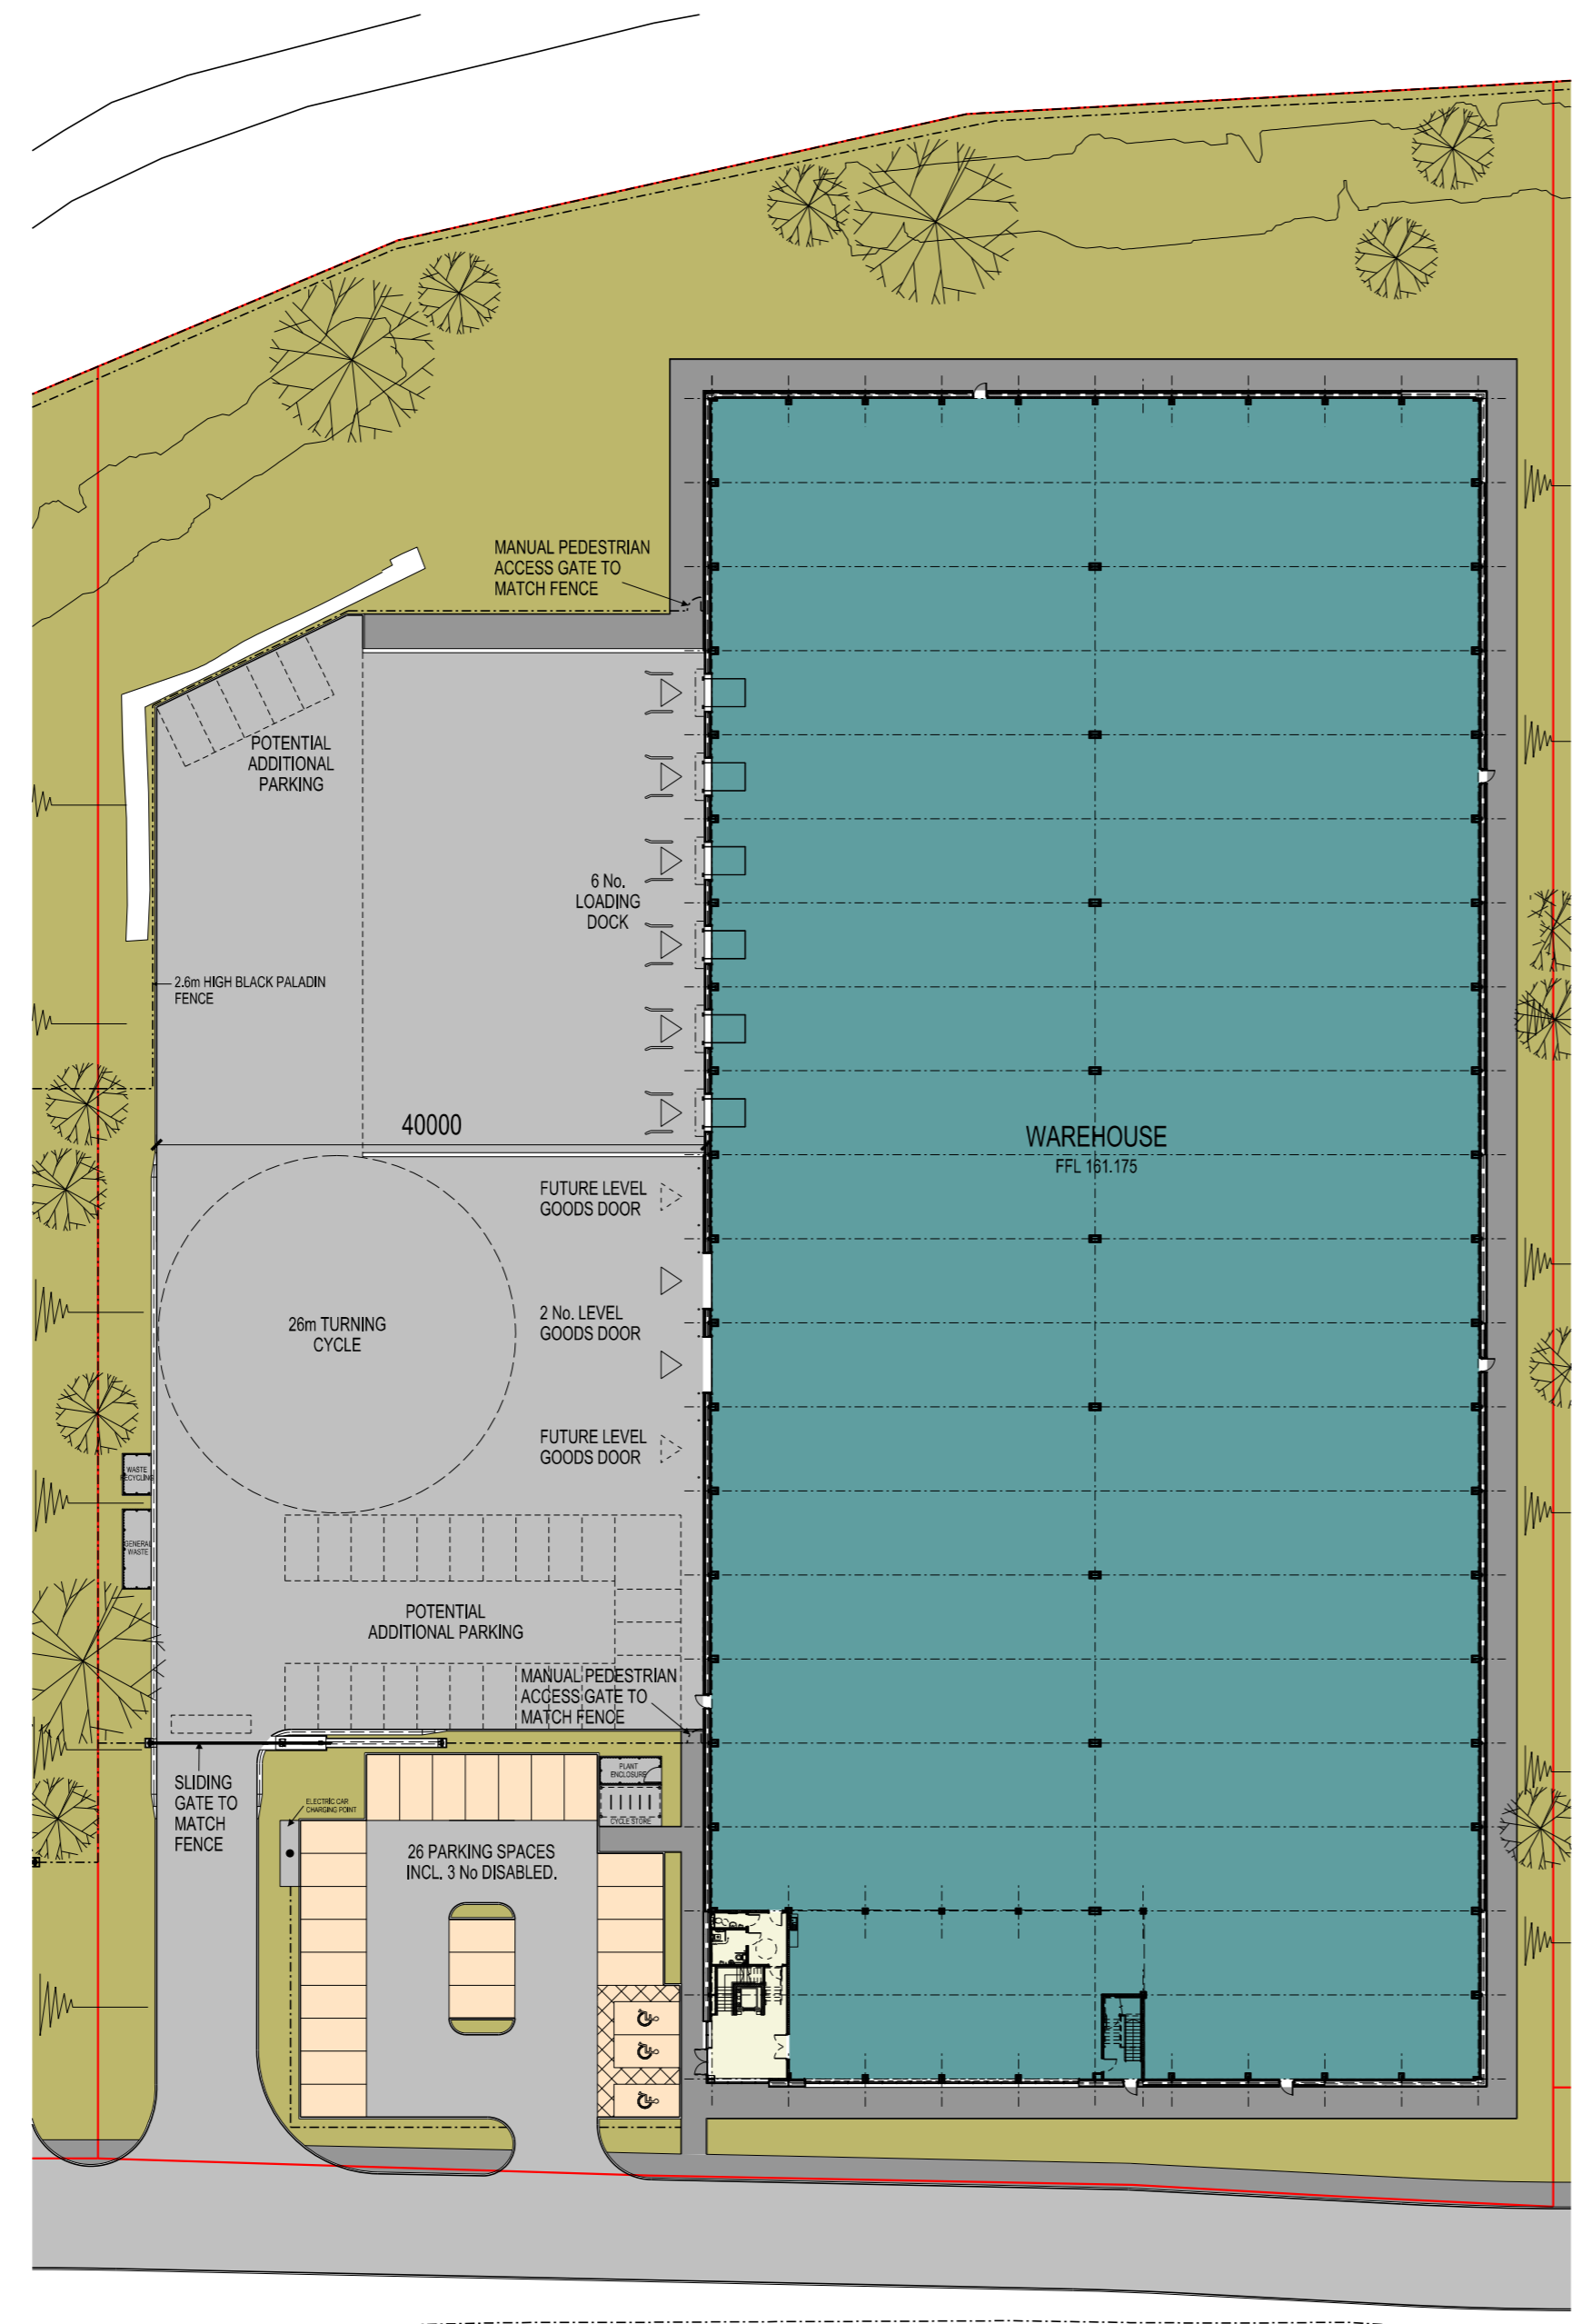 MANUAL PEDESTRIAN
ACCESS GATE TO
MATCH FENCE
POTENTIAL
ADDITIONAL
PARKING
6 No.
LOADING
DOCK
2.6m HIGH BLACK PALADIN
FENCE
40000
WAREHOUSE
FFL 161.175
FUTURE LEVEL
GOODS DOOR
26m TURNING
CYCLE
2 No. LEVEL
GOODS DOOR
FUTURE LEVEL
GOODS DOOR
WASTE
RECYCLING
GENERAL
WASTE
POTENTIAL
ADDITIONAL PARKING
MANUAL PEDESTRIAN
ACCESS GATE TO
MATCH FENCE
SLIDING
GATE TO
MATCH
FENCE
ELECTRIC CAR
CHARGING POINT
PLANT
ENCLOSURE
CYCLE STORE
26 PARKING SPACES
INCL. 3 No DISABLED.